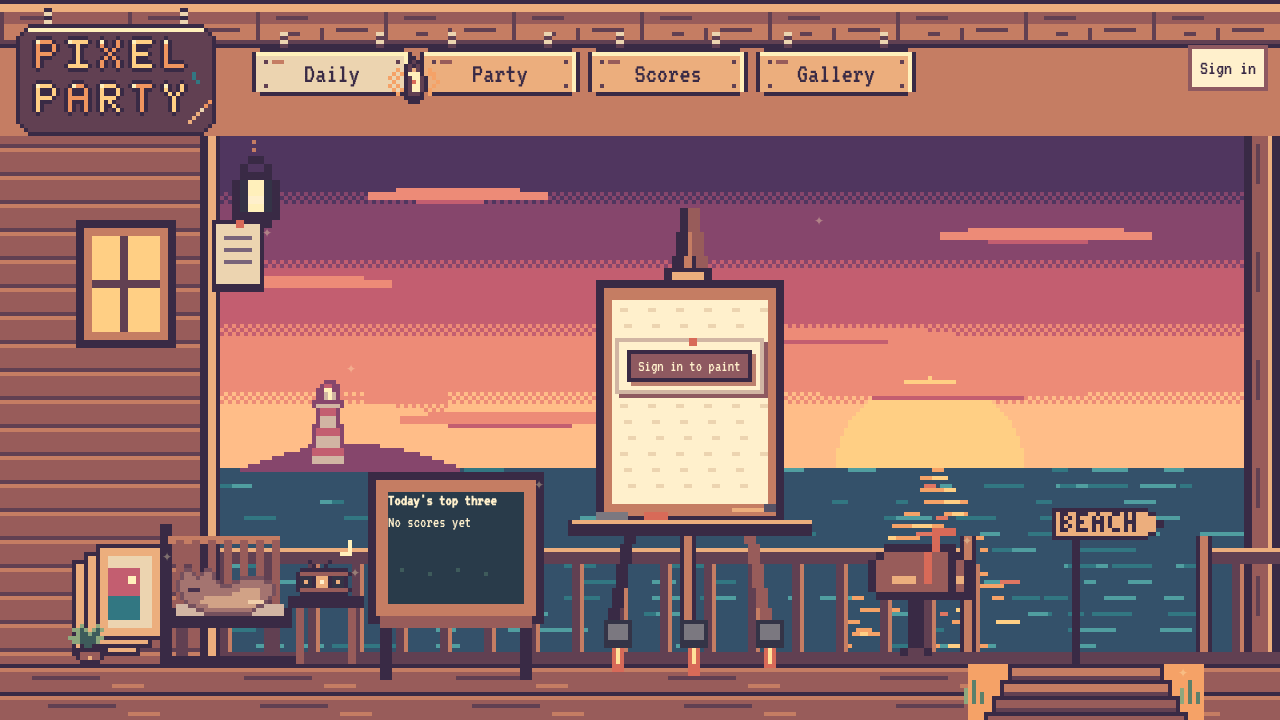 PIXEL
PARTY
Daily
Party
Scores
Gallery
Sign in
Sign in to paint
Today's top three
No scores yet
BEACH